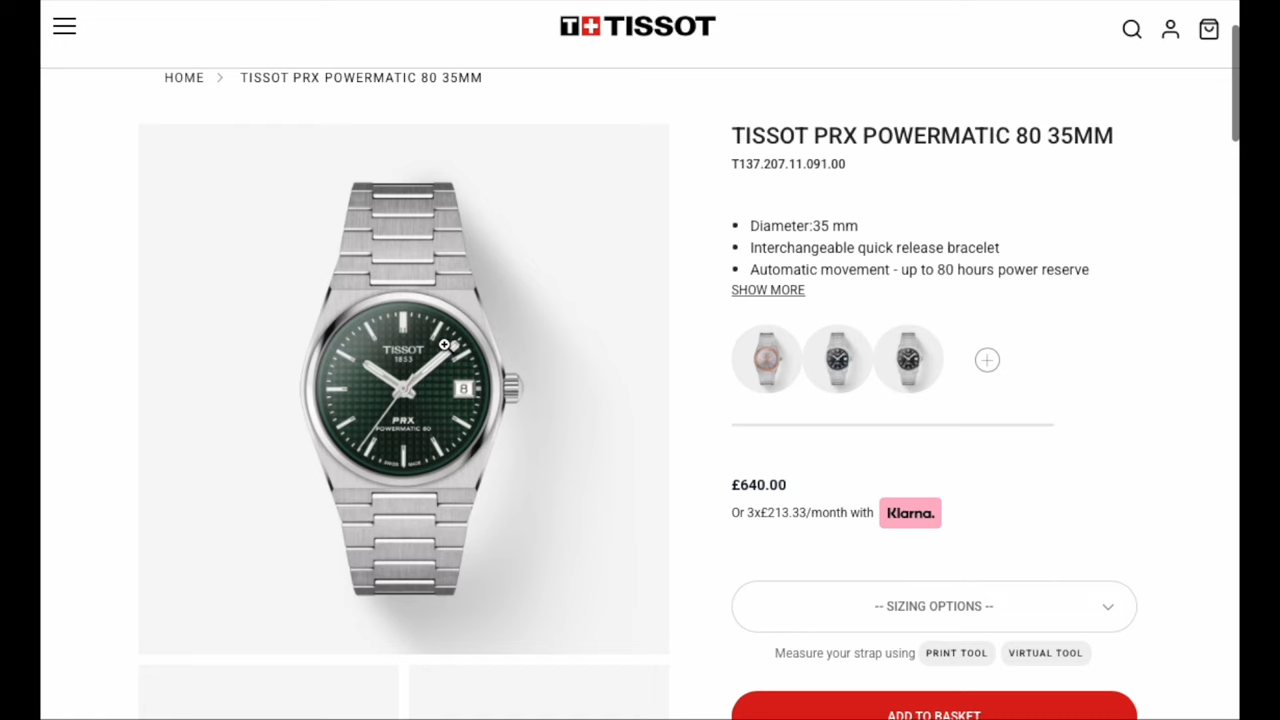 TISSOT
HOME > TISSOT PRX POWERMATIC 80 35MM
TISSOT PRX POWERMATIC 80 35MM
T137.207.11.091.00
• Diameter:35 mm
• Interchangeable quick release bracelet
• Automatic movement - up to 80 hours power reserve
SHOW MORE
TISSOT
1853
8
PRX
POWERMATIC 80
SWISS MADE
£640.00
Or 3x£213.33/month with Klarna.
-- SIZING OPTIONS --
Measure your strap using PRINT TOOL VIRTUAL TOOL
ADD TO BASKET